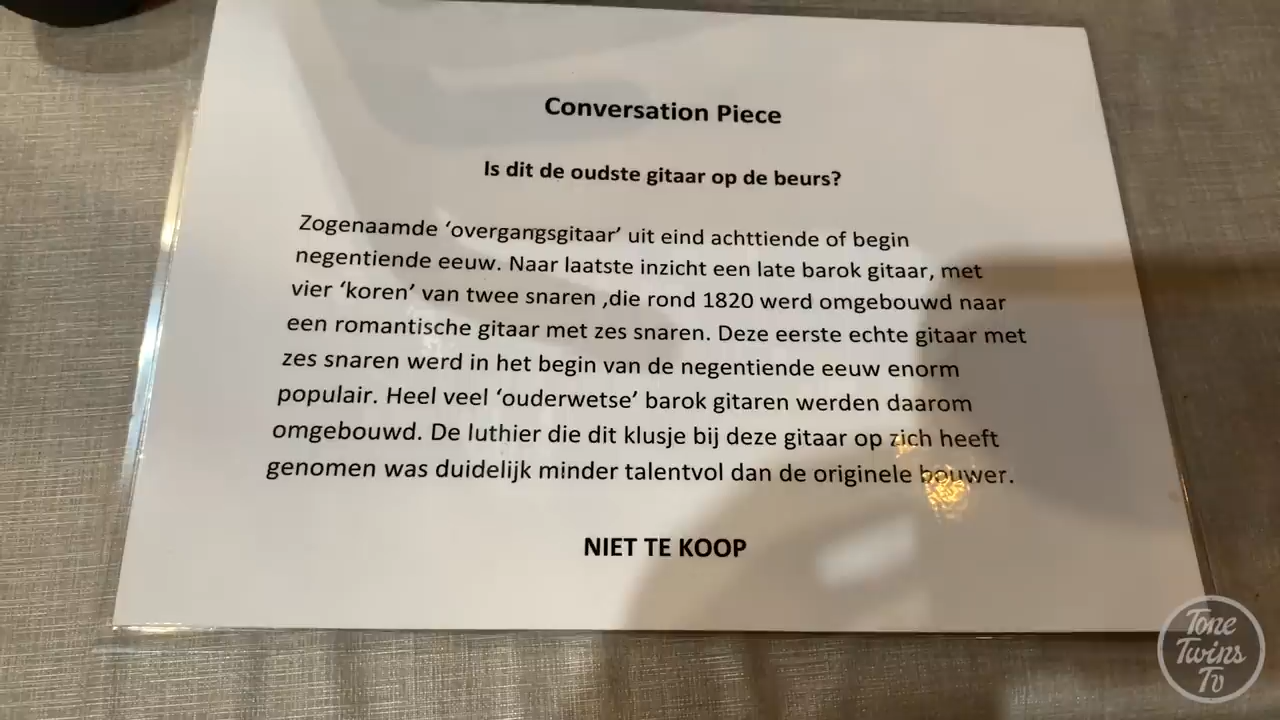 Conversation Piece
Is dit de oudste gitaar op de beurs?
Zogenaamde ‘overgangsgitaar’ uit eind achttiende of begin
negentiende eeuw. Naar laatste inzicht een late barok gitaar, met
vier ‘koren’ van twee snaren ,die rond 1820 werd omgebouwd naar
een romantische gitaar met zes snaren. Deze eerste echte gitaar met
zes snaren werd in het begin van de negentiende eeuw enorm
populair. Heel veel ‘ouderwetse’ barok gitaren werden daarom
omgebouwd. De luthier die dit klusje bij deze gitaar op zich heeft
genomen was duidelijk minder talentvol dan de originele bouwer.
NIET TE KOOP
Tone
Twins
Tv